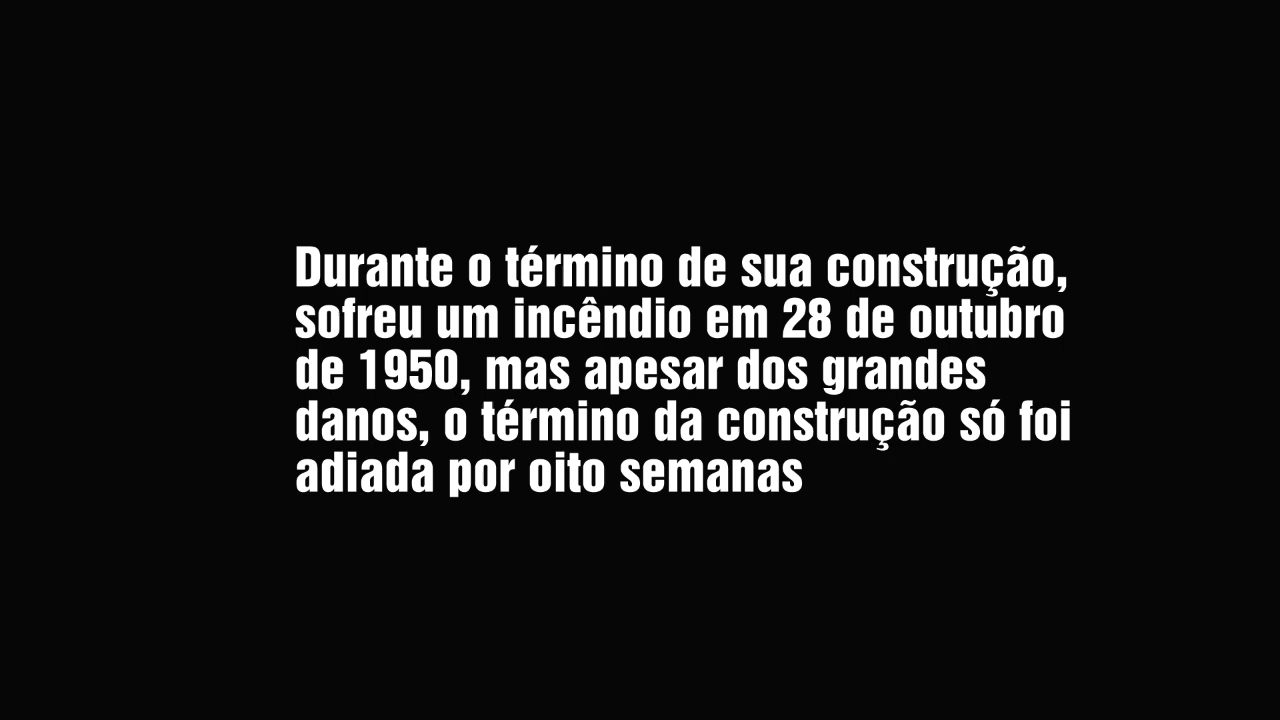 Durante o término de sua construção,
sofreu um incêndio em 28 de outubro
de 1950, mas apesar dos grandes
danos, o término da construção só foi
adiada por oito semanas